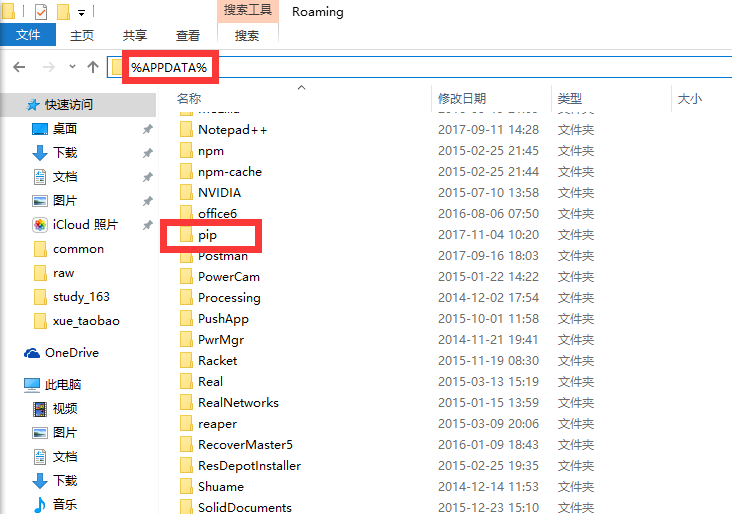 搜索工具 Roaming
文件 主页 共享 查看 搜索
%APPDATA%
快速访问
桌面
下载
文档
图片
iCloud 照片
common
raw
study_163
xue_taobao
OneDrive
此电脑
视频
图片
文档
下载
音乐
名称 修改日期 类型 大小
Notepad++ 2017-09-11 14:28 文件夹
npm 2015-02-25 21:45 文件夹
npm-cache 2015-02-25 21:44 文件夹
NVIDIA 2015-07-10 13:58 文件夹
office6 2016-08-06 07:50 文件夹
pip 2017-11-04 10:20 文件夹
Postman 2017-09-16 18:03 文件夹
PowerCam 2015-01-22 14:22 文件夹
Processing 2014-12-02 17:54 文件夹
PushApp 2015-10-01 11:58 文件夹
PwrMgr 2014-11-21 19:41 文件夹
Racket 2015-11-19 08:30 文件夹
Real 2015-03-13 15:19 文件夹
RealNetworks 2015-01-15 13:59 文件夹
reaper 2015-03-09 20:06 文件夹
RecoverMaster5 2016-01-09 18:43 文件夹
ResDepotInstaller 2015-02-25 19:35 文件夹
Shuame 2014-12-14 11:53 文件夹
SolidDocuments 2015-12-23 15:10 文件夹